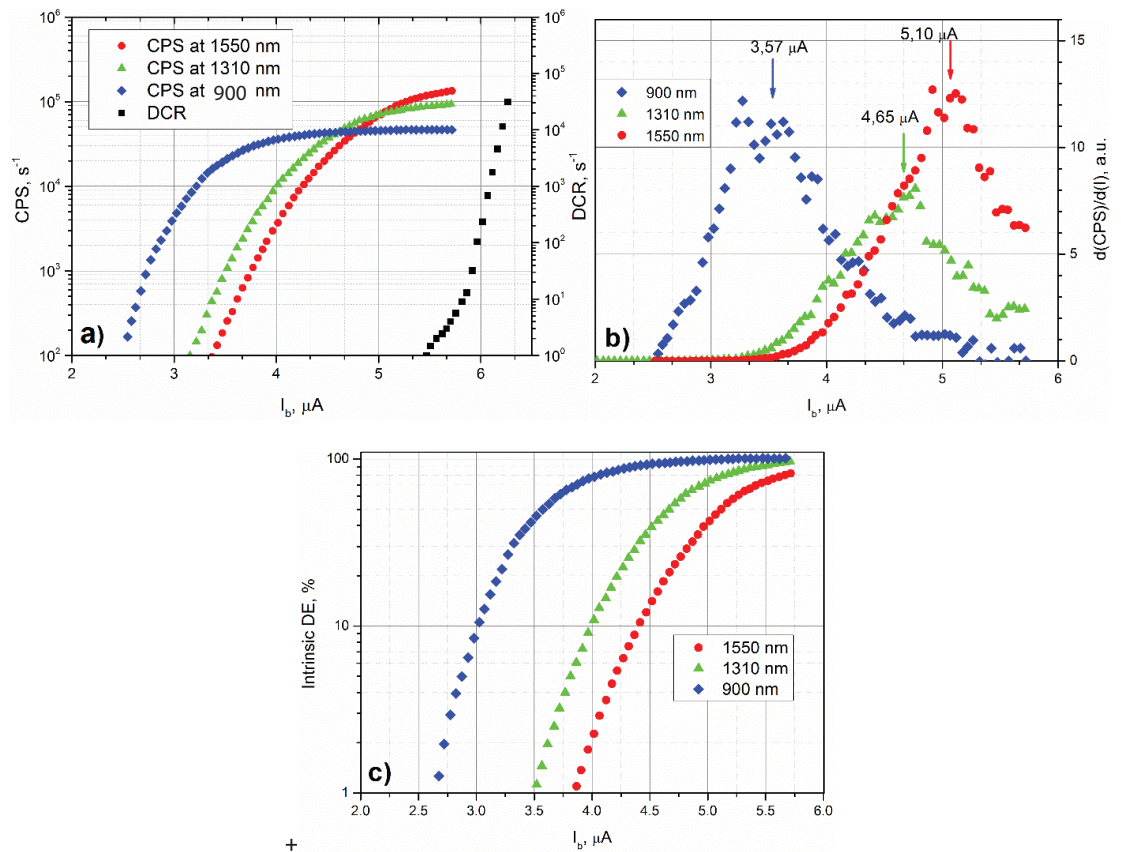 10^6
10^5
10^4
10^3
10^2
CPS, s^-1
CPS at 1550 nm
CPS at 1310 nm
CPS at 900 nm
DCR
a)
2 3 4 5 6
I_b, μA
10^6
10^5
10^4
10^3
10^2
10^1
10^0
DCR, s^-1
3,57 μA
5,10 μA
4,65 μA
900 nm
1310 nm
1550 nm
b)
2 3 4 5 6
I_b, μA
15
10
5
0
d(CPS)/d(I), a.u.
100
10
1
Intrinsic DE, %
1550 nm
1310 nm
900 nm
c)
2.0 2.5 3.0 3.5 4.0 4.5 5.0 5.5 6.0
I_b, μA
+